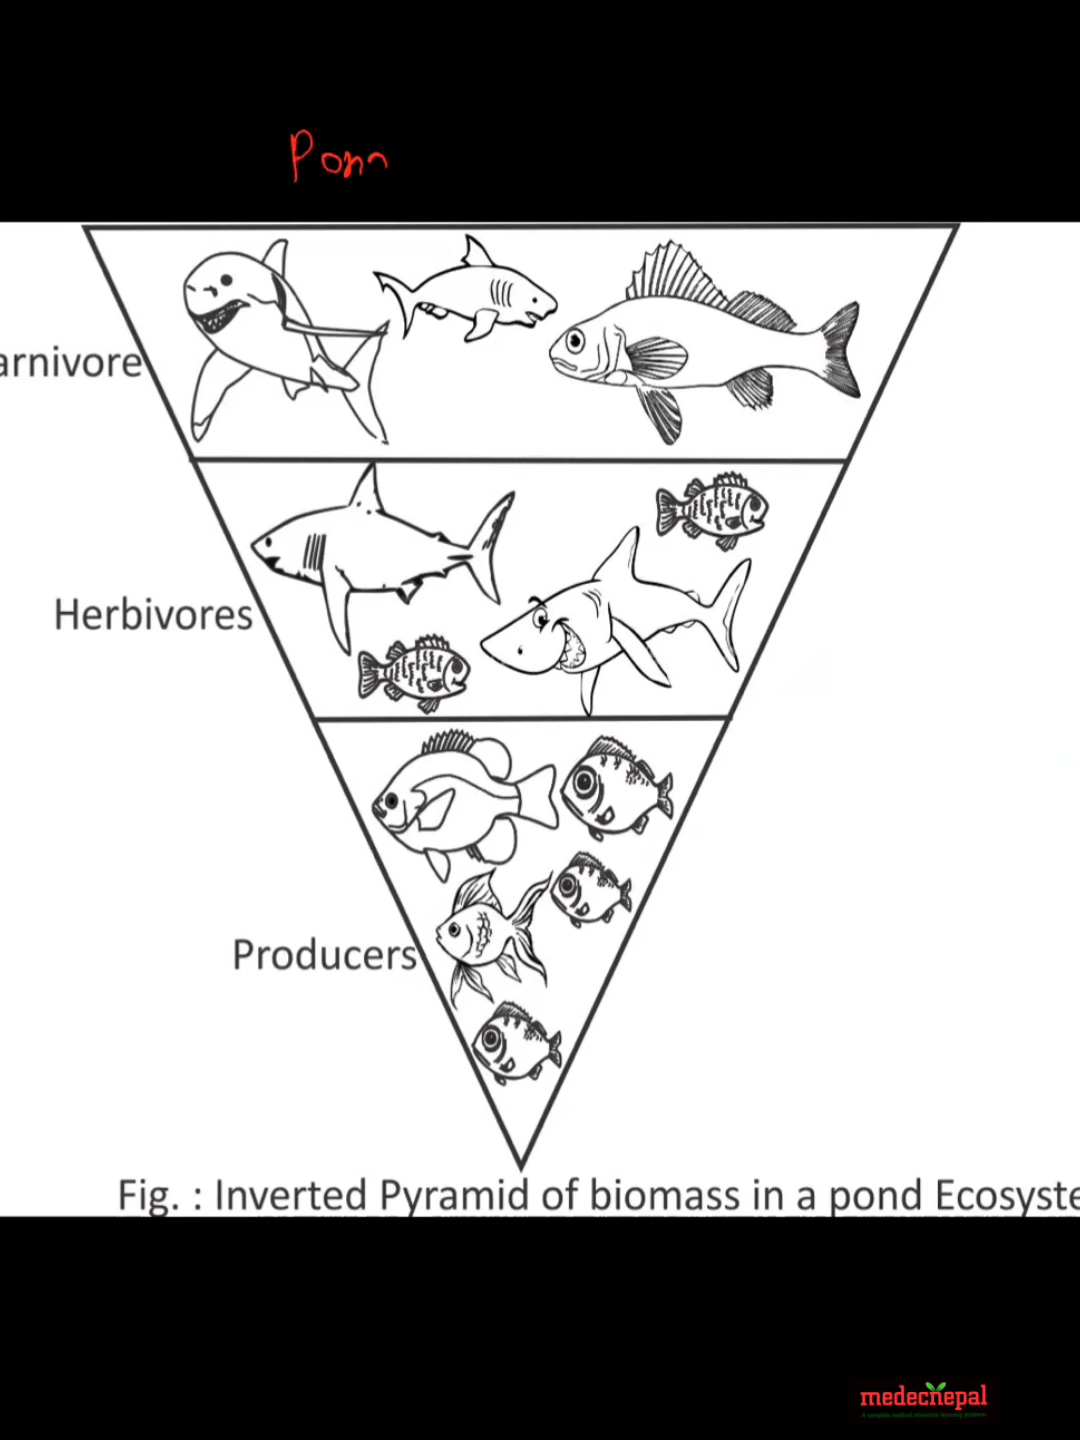 Pon
arnivore
Herbivores
Producers
Fig. : Inverted Pyramid of biomass in a pond Ecosyste
medecnepal